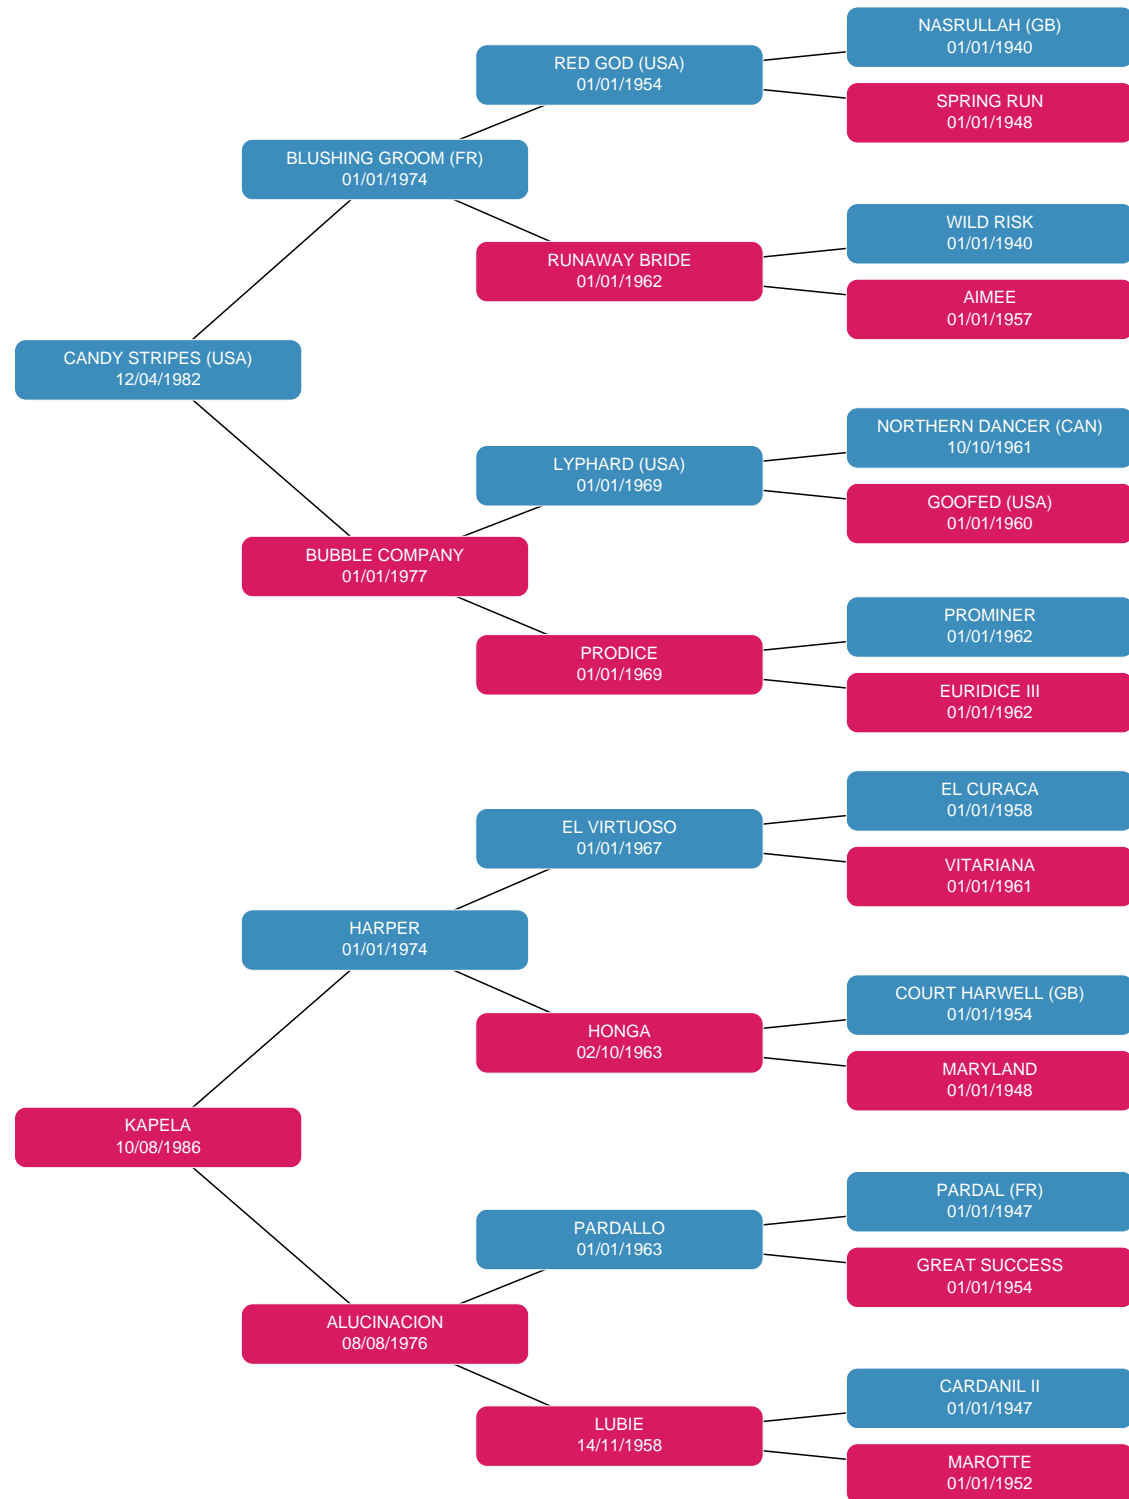 NASRULLAH (GB)
01/01/1940
RED GOD (USA)
01/01/1954
SPRING RUN
01/01/1948
BLUSHING GROOM (FR)
01/01/1974
WILD RISK
01/01/1940
RUNAWAY BRIDE
01/01/1962
AIMEE
01/01/1957
CANDY STRIPES (USA)
12/04/1982
NORTHERN DANCER (CAN)
10/10/1961
LYPHARD (USA)
01/01/1969
GOOFED (USA)
01/01/1960
BUBBLE COMPANY
01/01/1977
PROMINER
01/01/1962
PRODICE
01/01/1969
EURIDICE III
01/01/1962
EL CURACA
01/01/1958
EL VIRTUOSO
01/01/1967
VITARIANA
01/01/1961
HARPER
01/01/1974
COURT HARWELL (GB)
01/01/1954
HONGA
02/10/1963
MARYLAND
01/01/1948
KAPELA
10/08/1986
PARDAL (FR)
01/01/1947
PARDALLO
01/01/1963
GREAT SUCCESS
01/01/1954
ALUCINACION
08/08/1976
CARDANIL II
01/01/1947
LUBIE
14/11/1958
MAROTTE
01/01/1952